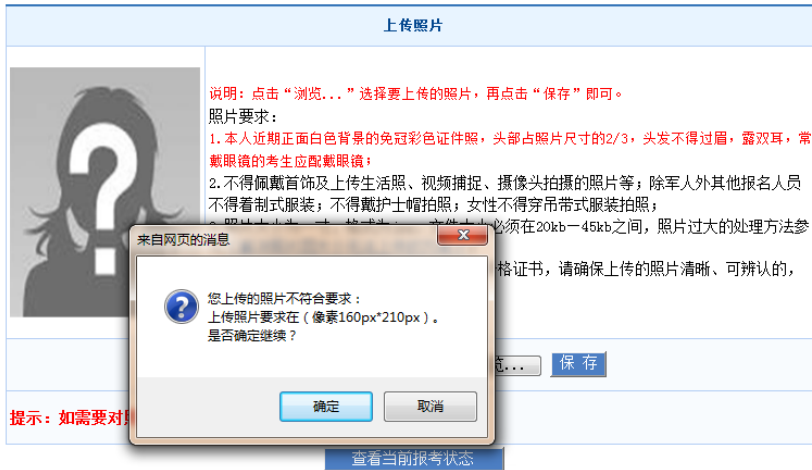 上传照片
说明：点击“浏览...”选择要上传的照片，再点击“保存”即可。
照片要求：
1.本人近期正面白色背景的免冠彩色证件照，头部占照片尺寸的2/3，头发不得过眉，露双耳，常
戴眼镜的考生应配戴眼镜；
2.不得佩戴首饰及上传生活照、视频捕捉、摄像头拍摄的照片等；除军人外其他报名人员
不得着制式服装；不得戴护士帽拍照；女性不得穿吊带式服装拍照；
必须在20kb—45kb之间，照片过大的处理方法参
格证书，请确保上传的照片清晰、可辨认的，
来自网页的消息
您上传的照片不符合要求：
上传照片要求在（像素160px*210px）。
是否确定继续？
确定
取消
览...
保 存
提示：如需要对
查看当前报考状态